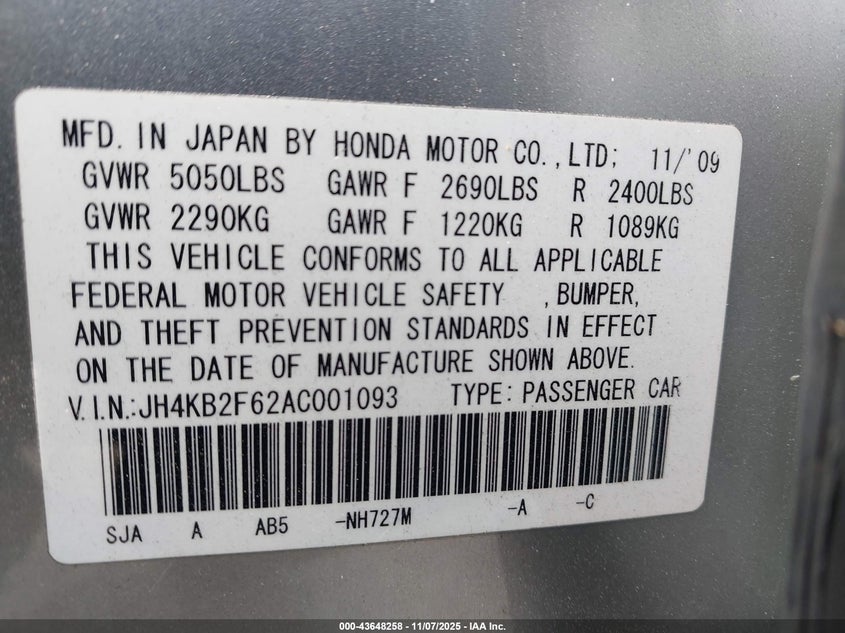 MFD. IN JAPAN BY HONDA MOTOR CO., LTD; 11/'09
GVWR 5050LBS GAWR F 2690LBS R 2400LBS
GVWR 2290KG GAWR F 1220KG R 1089KG
THIS VEHICLE CONFORMS TO ALL APPLICABLE
FEDERAL MOTOR VEHICLE SAFETY , BUMPER,
AND THEFT PREVENTION STANDARDS IN EFFECT
ON THE DATE OF MANUFACTURE SHOWN ABOVE.
V.I.N.:JH4KB2F62AC001093 TYPE: PASSENGER CAR
SJA A AB5 -NH727M -A -C
000-43648258 - 11/07/2025 - IAA Inc.